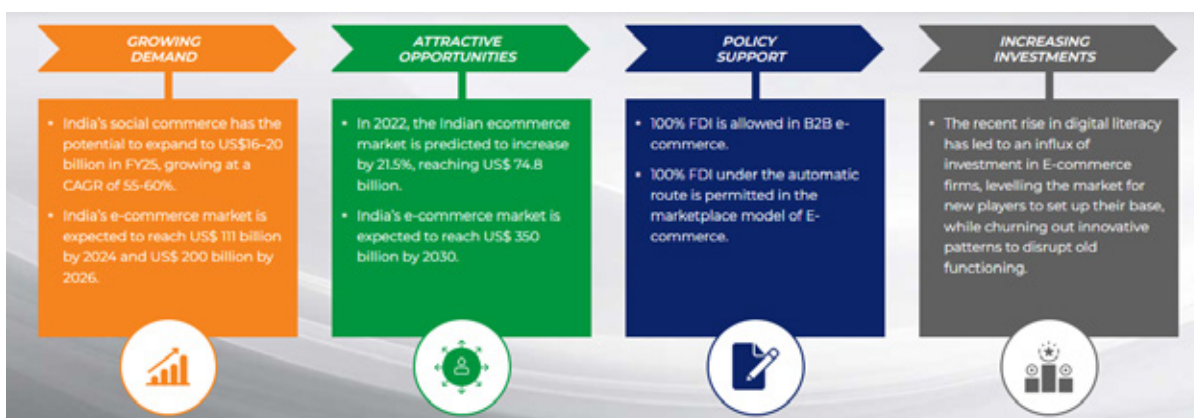 GROWING
DEMAND
• India's social commerce has the
potential to expand to US$16–20
billion in FY25, growing at a
CAGR of 55-60%.
• India's e-commerce market is
expected to reach US$ 111 billion
by 2024 and US$ 200 billion by
2026.
ATTRACTIVE
OPPORTUNITIES
• In 2022, the Indian ecommerce
market is predicted to increase
by 21.5%, reaching US$ 74.8
billion.
• India's e-commerce market is
expected to reach US$ 350
billion by 2030.
POLICY
SUPPORT
• 100% FDI is allowed in B2B e-
commerce.
• 100% FDI under the automatic
route is permitted in the
marketplace model of E-
commerce.
INCREASING
INVESTMENTS
• The recent rise in digital literacy
has led to an influx of
investment in E-commerce
firms, levelling the market for
new players to set up their base,
while churning out innovative
patterns to disrupt old
functioning.